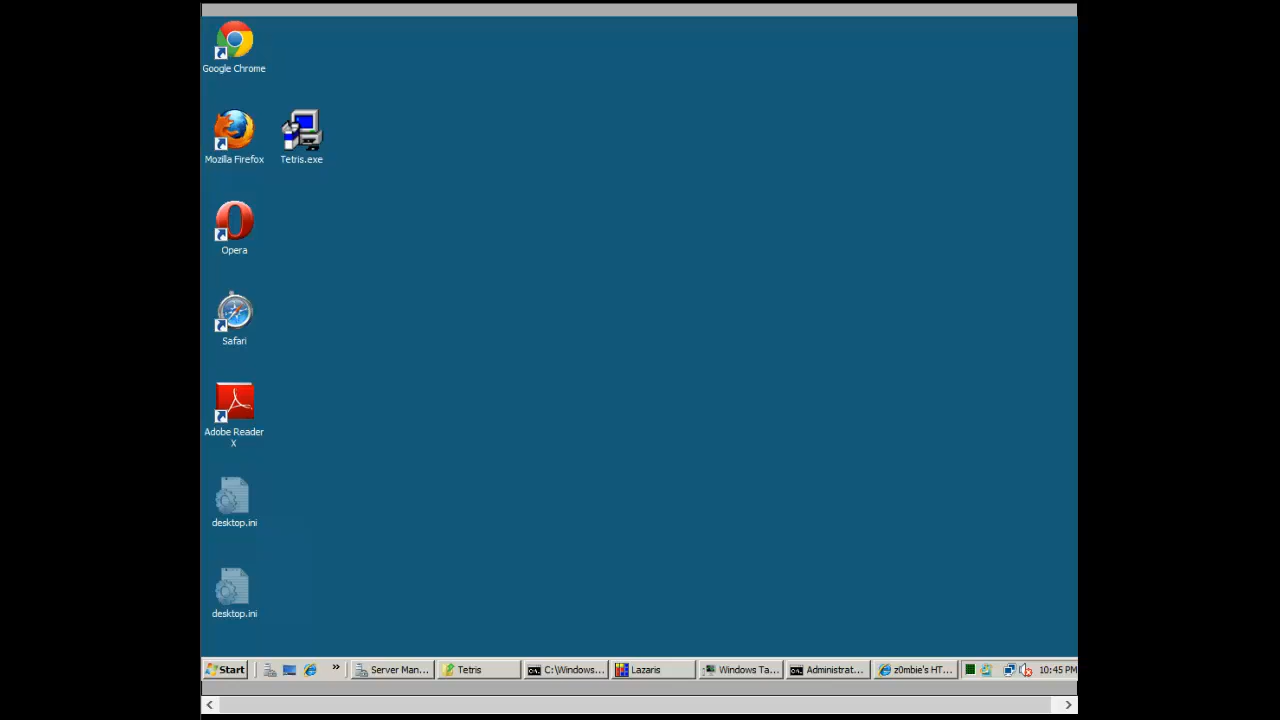 Google Chrome
Mozilla Firefox
Tetris.exe
Opera
Safari
Adobe Reader
X
desktop.ini
desktop.ini
Start
»
Server Man...
Tetris
C:\Windows...
Lazaris
Windows Ta...
Administrat...
z0mbie's HT...
10:45 PM